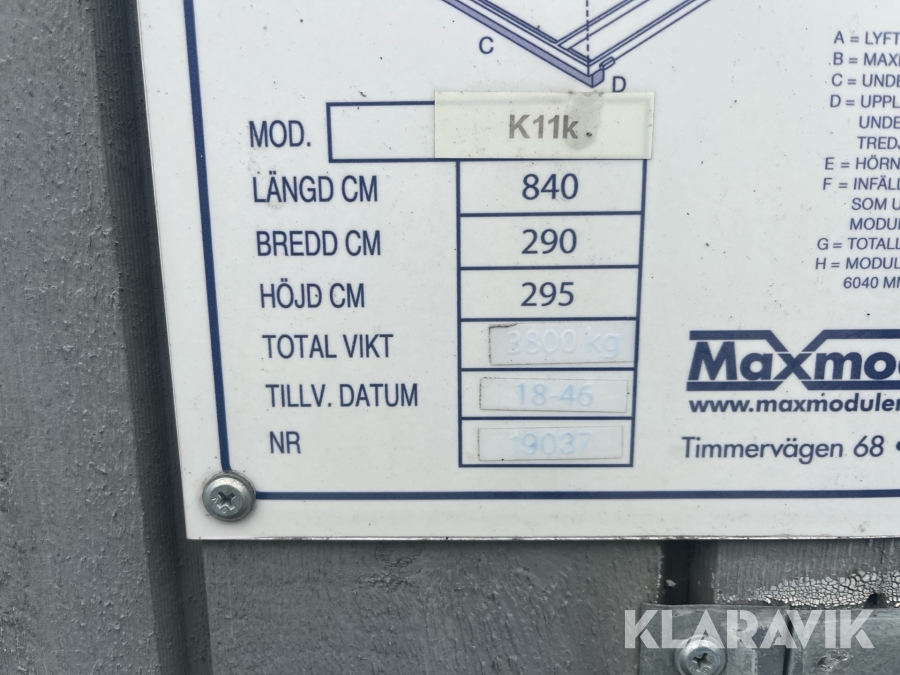 C
D
A = LYFT
B = MAX
C = UNDE
D = UPPL
UNDE
TREDJ
E = HÖRN
F = INFÄLL
SOM U
MODUL
G = TOTALL
H = MODUL
6040 M
MOD. K11k
LÄNGD CM 840
BREDD CM 290
HÖJD CM 295
TOTAL VIKT 3800 kg
TILLV. DATUM 18-46
NR 19037
Maxmo
www.maxmoduler
Timmervägen 68 •
KLARAVIK